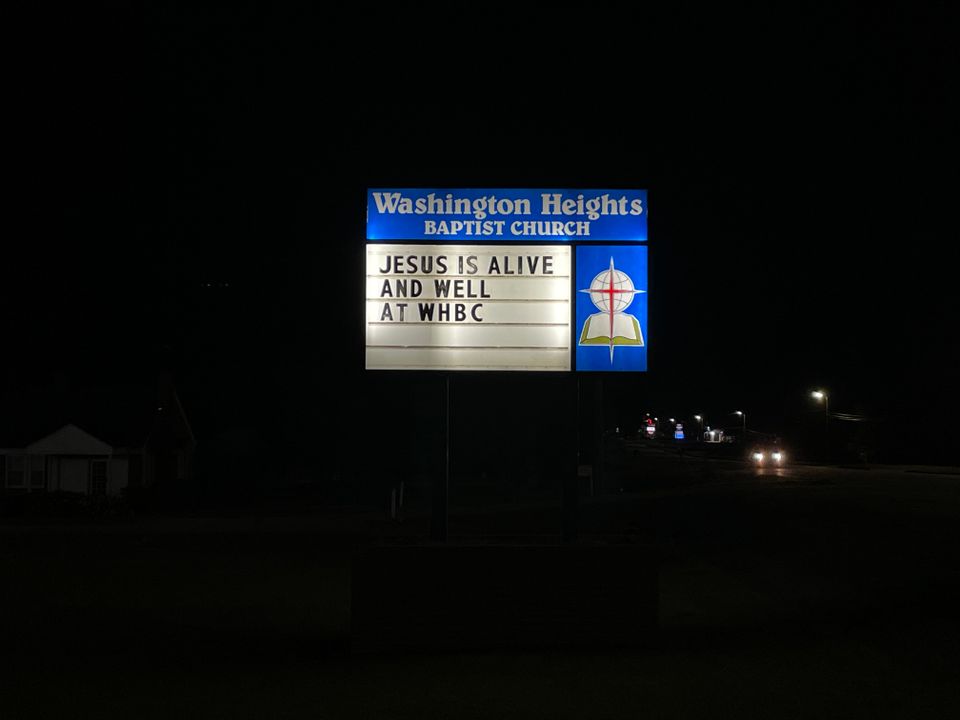 Washington Heights
BAPTIST CHURCH
JESUS IS ALIVE
AND WELL
AT WHBC